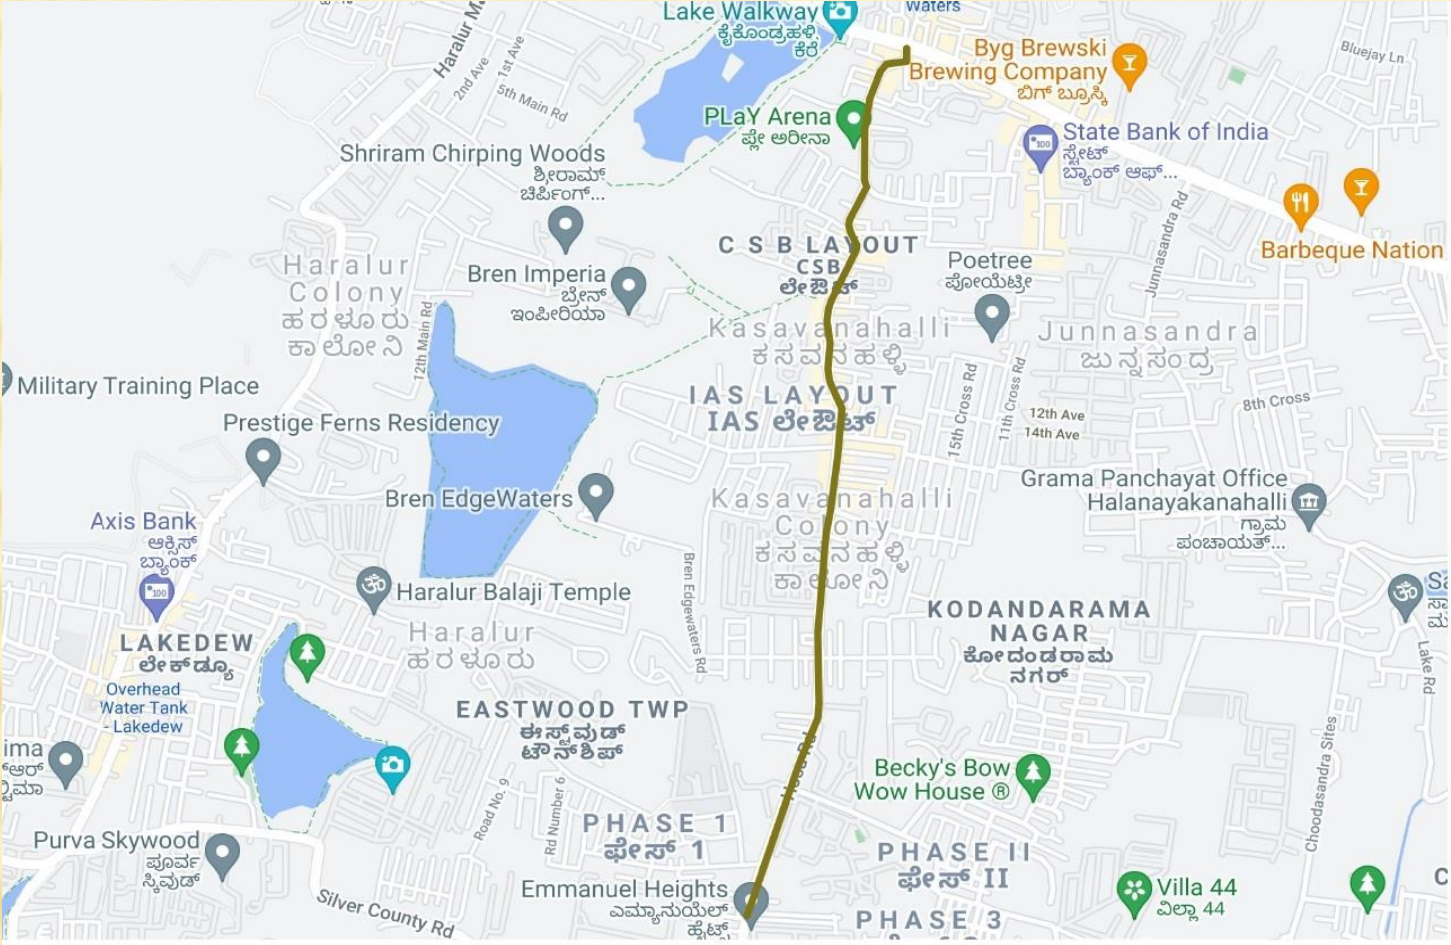 Lake Walkway
ಕೈಕೊಂಡ್ರಹಳ್ಳಿ
ಕೆರೆ
Waters
Haralur Ma
2nd Ave
1st Ave
5th Main Rd
Byg Brewski
Brewing Company
ಬಿಗ್ ಬ್ರೂಸ್ಕಿ
Bluejay Ln
PLaY Arena
ಪ್ಲೇ ಅರೀನಾ
State Bank of India
ಸ್ಟೇಟ್
ಬ್ಯಾಂಕ್ ಆಫ್...
Shriram Chirping Woods
ಶ್ರೀರಾಮ್
ಚಿರ್ಪಿಂಗ್...
Junnasandra Rd
Barbeque Nation
C S B LAYOUT
CSB
ಲೇಔಟ್
Haralur
Colony
ಹರಳೂರು
ಕಾಲೋನಿ
Bren Imperia
ಬ್ರೇನ್
ಇಂಪೀರಿಯಾ
Poetree
ಪೋಯೆಟ್ರೀ
12th Main Rd
Kasavanahalli
ಕಸವನಹಳ್ಳಿ
Junnasandra
ಜುನ್ನಸಂದ್ರ
Military Training Place
IAS LAYOUT
IAS ಲೇಔಟ್
15th Cross Rd
11th Cross Rd
12th Ave
14th Ave
8th Cross
Prestige Ferns Residency
Bren EdgeWaters
Kasavanahalli
Colony
ಕಸವನಹಳ್ಳಿ
ಕಾಲೋನಿ
Grama Panchayat Office
Halanayakanahalli
ಗ್ರಾಮ
ಪಂಚಾಯತ್...
Axis Bank
ಆಕ್ಸಿಸ್
ಬ್ಯಾಂಕ್
Haralur Balaji Temple
Bren Edgewaters Rd
LAKEDEW
ಲೇಕ್‌ಡ್ಯೂ
Haralur
ಹರಳೂರು
KODANDARAMA
NAGAR
ಕೋದಂಡರಾಮ
ನಗರ್
Lake Rd
Overhead
Water Tank
- Lakedew
EASTWOOD TWP
ಈಸ್ಟ್‌ವುಡ್
ಟೌನ್‌ಶಿಪ್
Becky's Bow
Wow House ®
Choodasandra Sites
ima
Road No. 9
Rd Number 6
PHASE 1
ಫೇಸ್ 1
Purva Skywood
ಪೂರ್ವ
ಸ್ಕೈವುಡ್
PHASE II
ಫೇಸ್ II
Silver County Rd
Emmanuel Heights
ಎಮ್ಯಾನುಯೆಲ್
ಹೈಟ್ಸ್
Villa 44
ವಿಲ್ಲಾ 44
PHASE 3
C